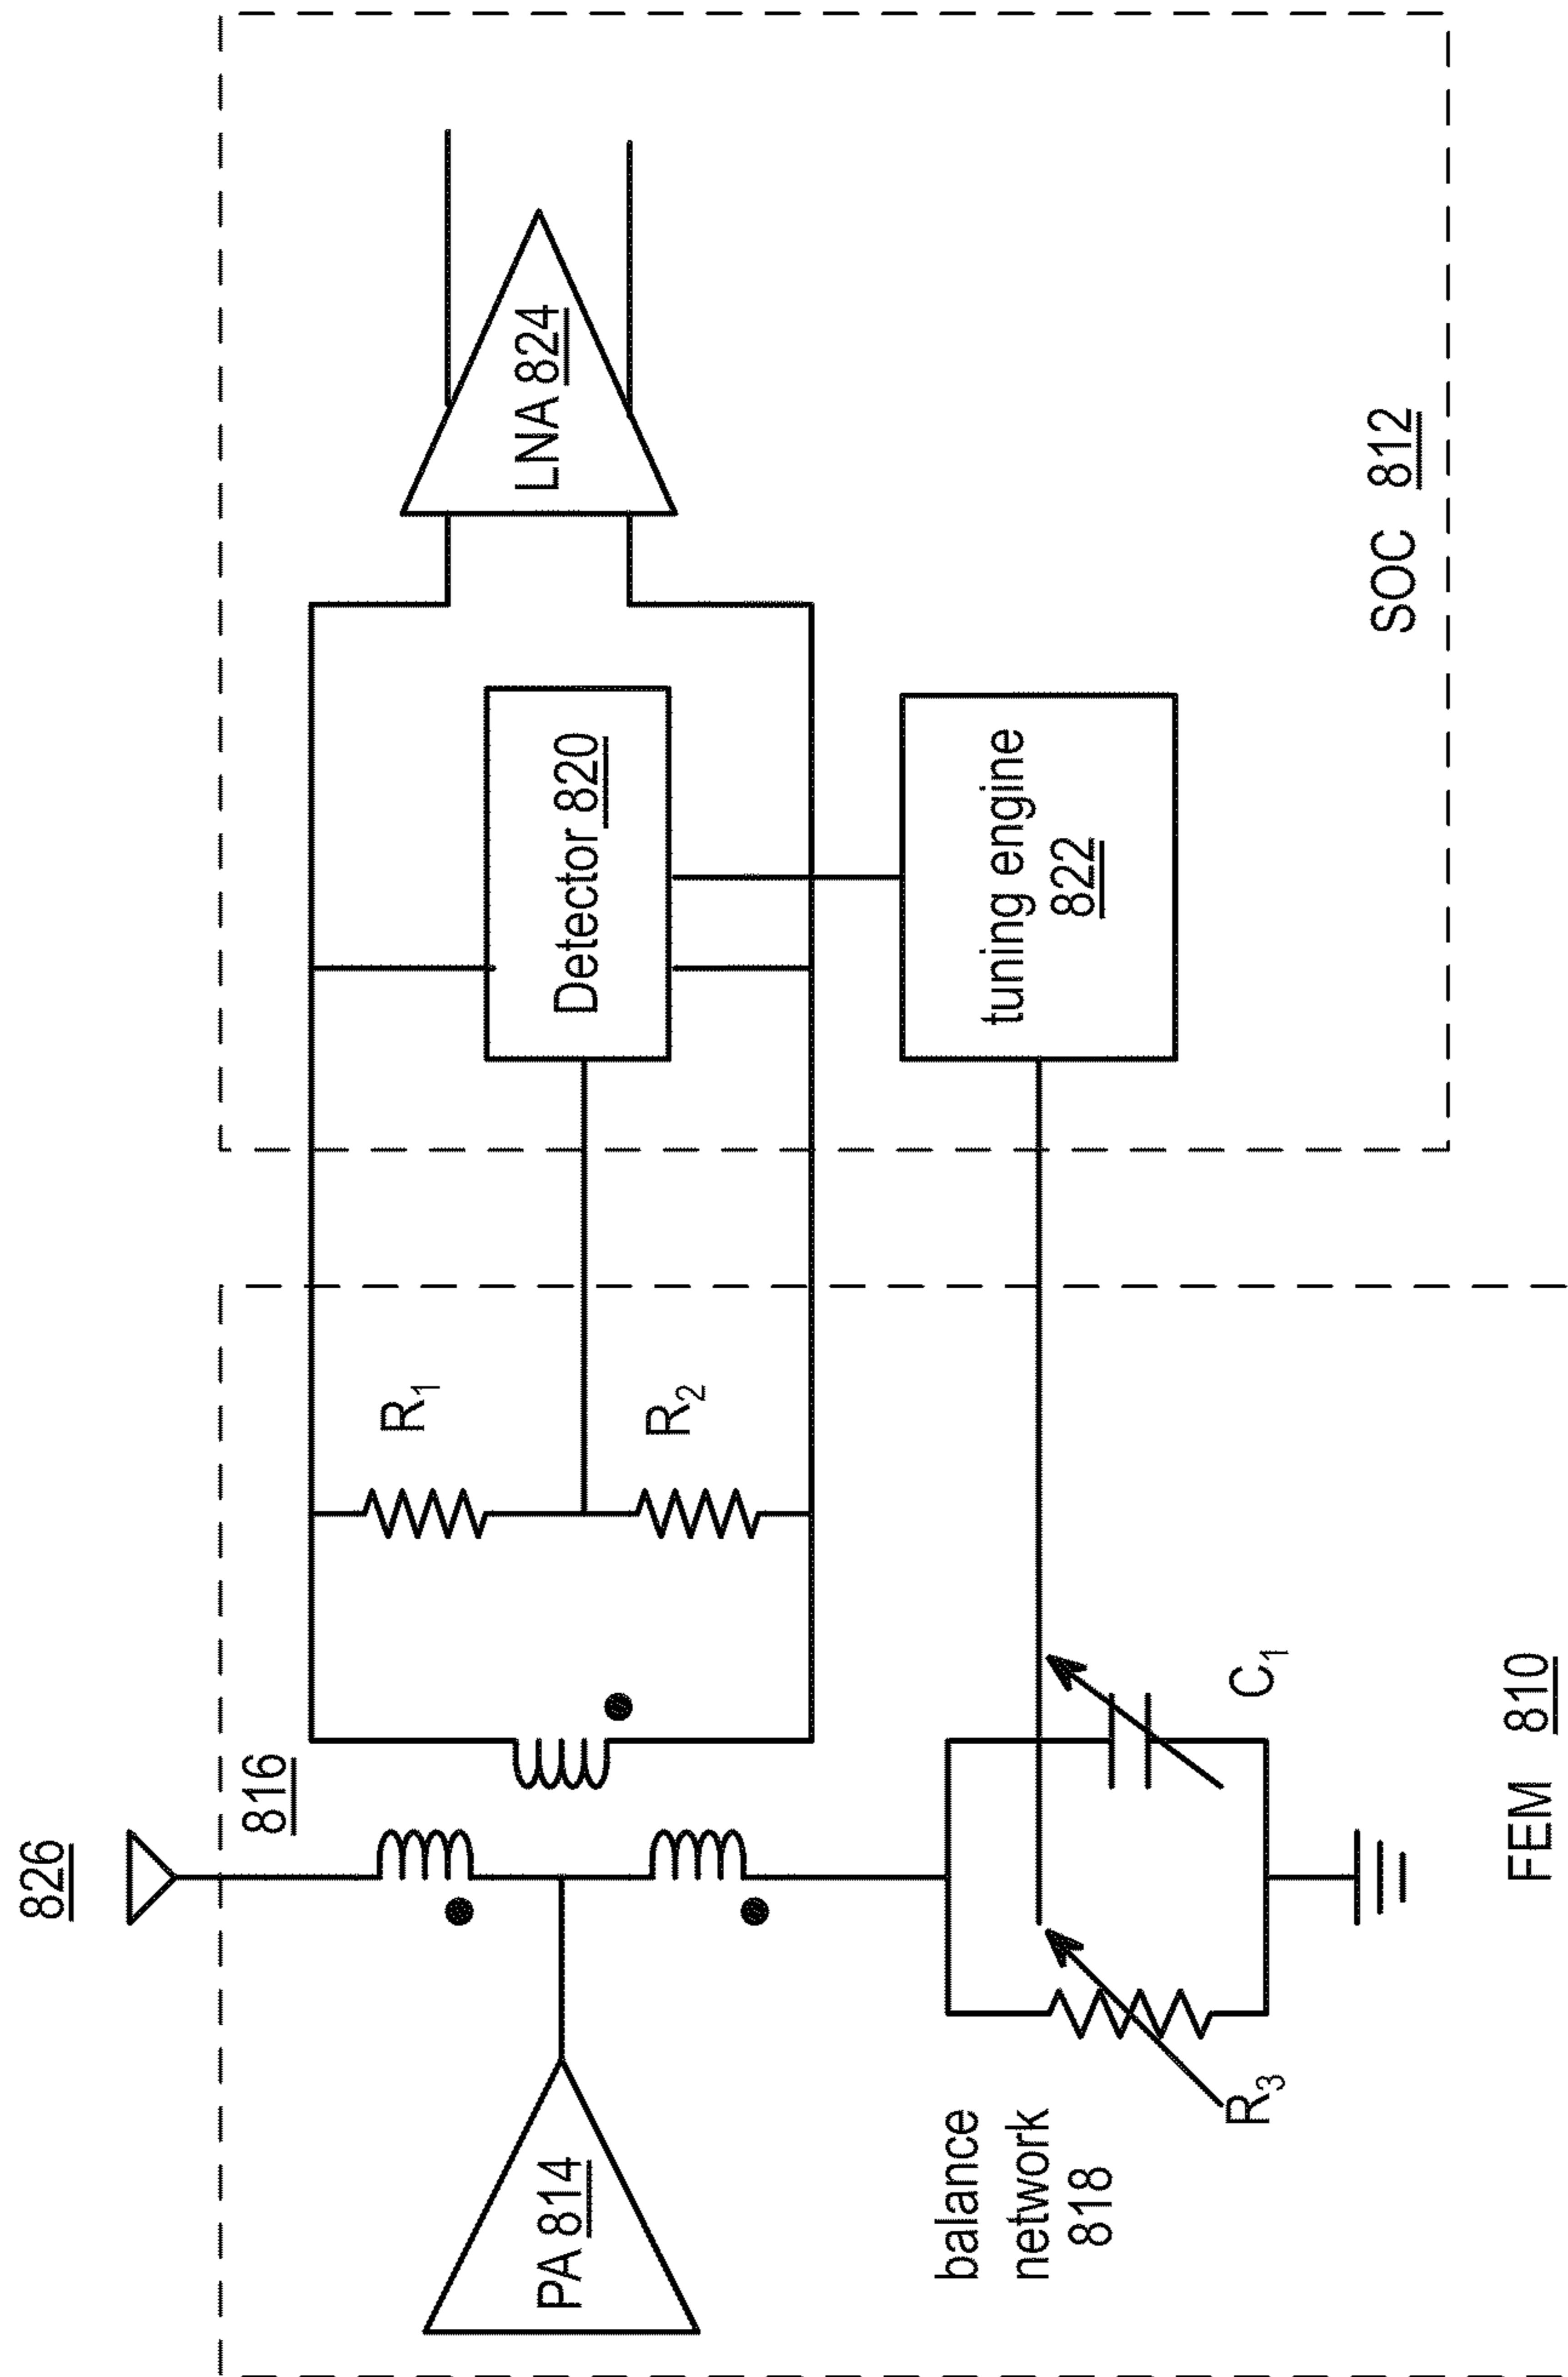 826
816
R1
R2
PA 814
Detector 820
LNA 824
balance
network
818
R3
C1
tuning engine
822
FEM 810
SOC 812